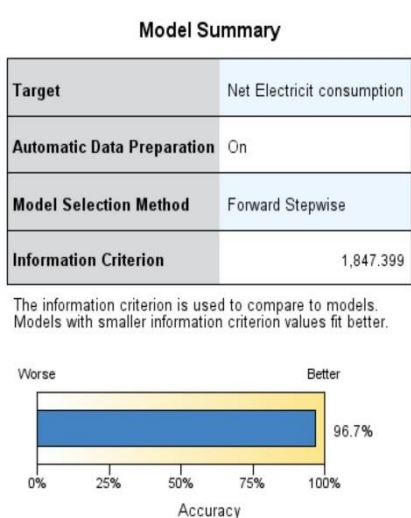 Model Summary
Target Net Electricit consumption
Automatic Data Preparation On
Model Selection Method Forward Stepwise
Information Criterion 1,847.399
The information criterion is used to compare to models.
Models with smaller information criterion values fit better.
Worse Better
96.7%
0% 25% 50% 75% 100%
Accuracy